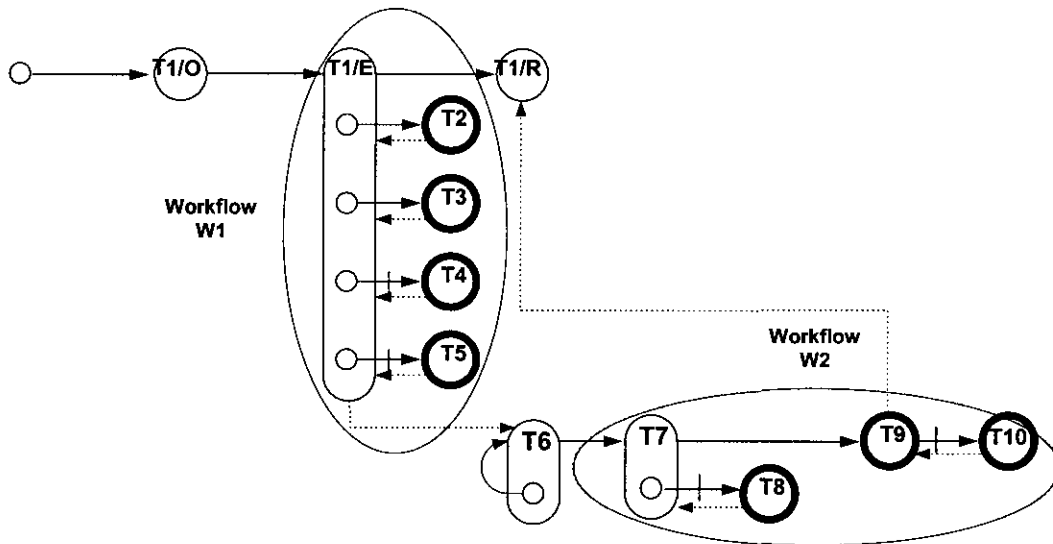 T1/O
T1/E
T1/R
T2
T3
Workflow
W1
T4
T5
Workflow
W2
T6
T7
T9
T10
T8